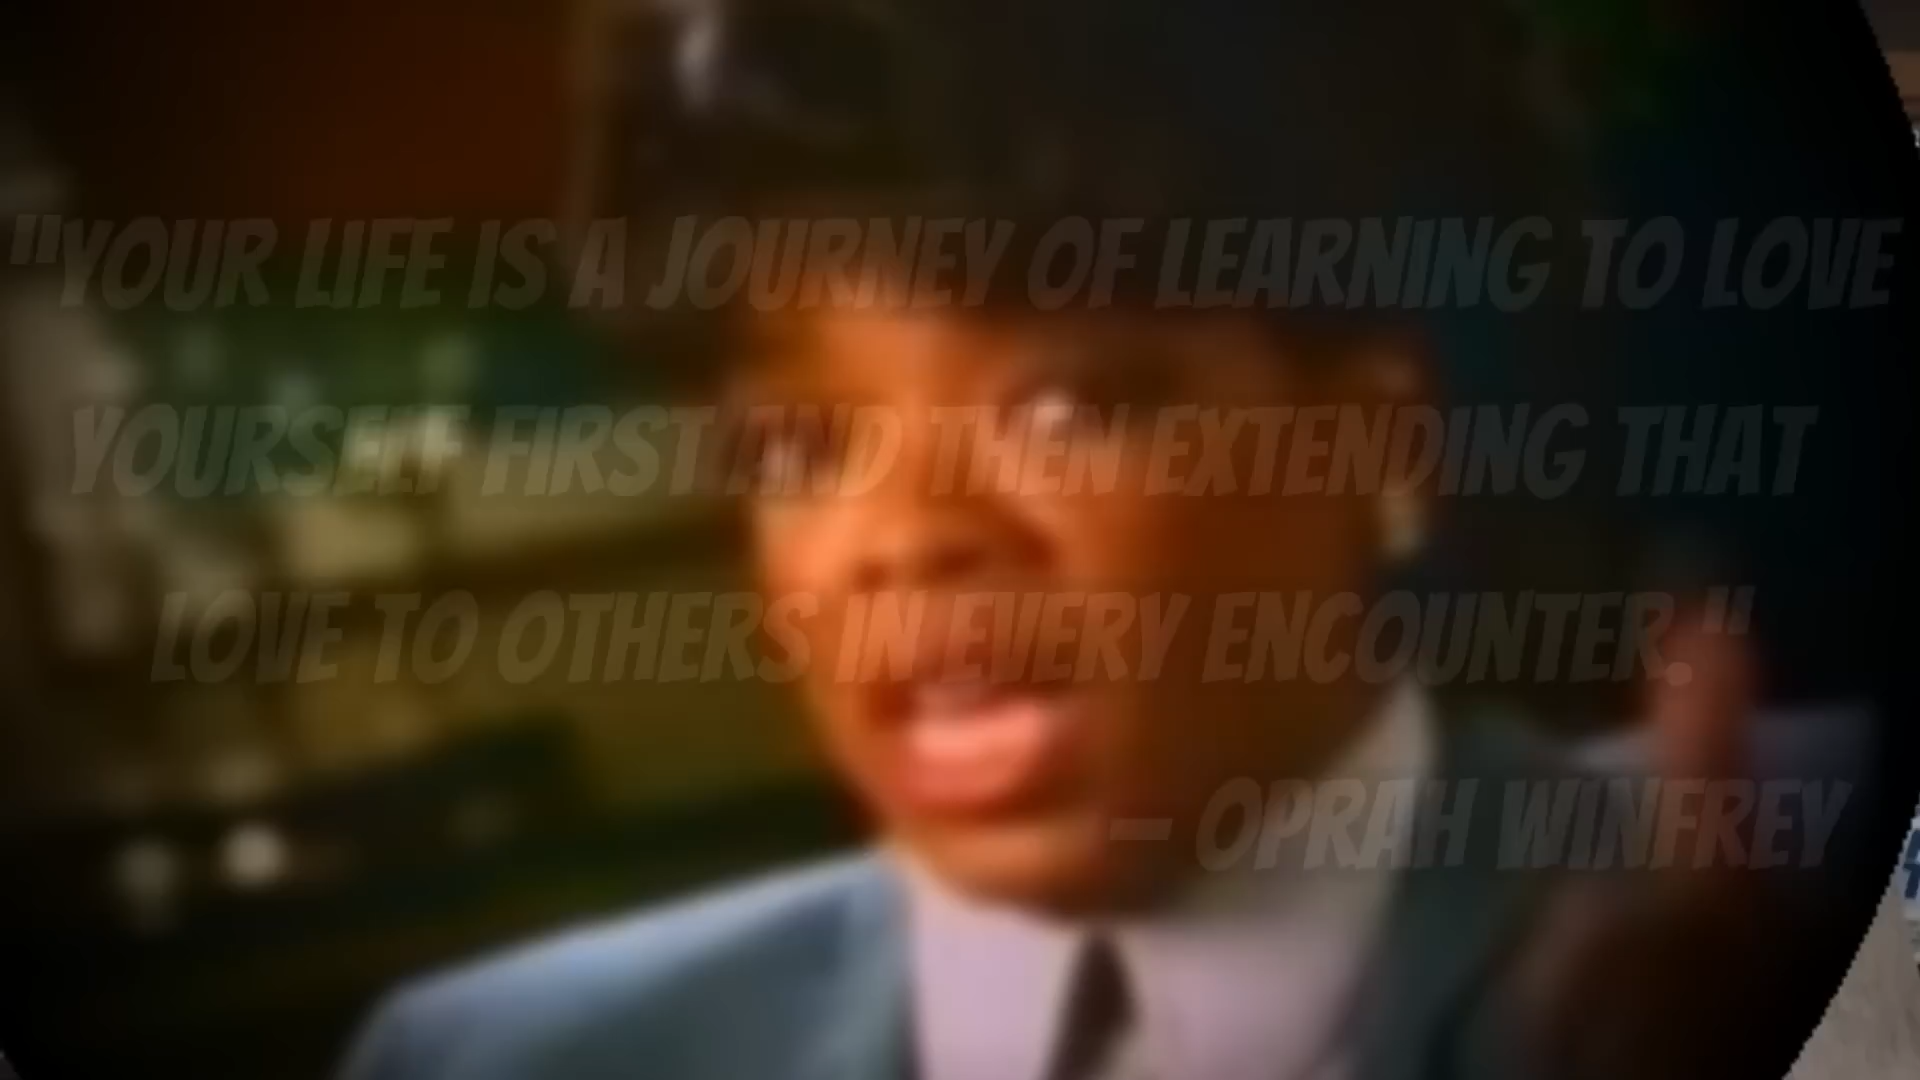 "YOUR LIFE IS A JOURNEY OF LEARNING TO LOVE
YOURSELF FIRST AND THEN EXTENDING THAT
LOVE TO OTHERS IN EVERY ENCOUNTER."
– OPRAH WINFREY